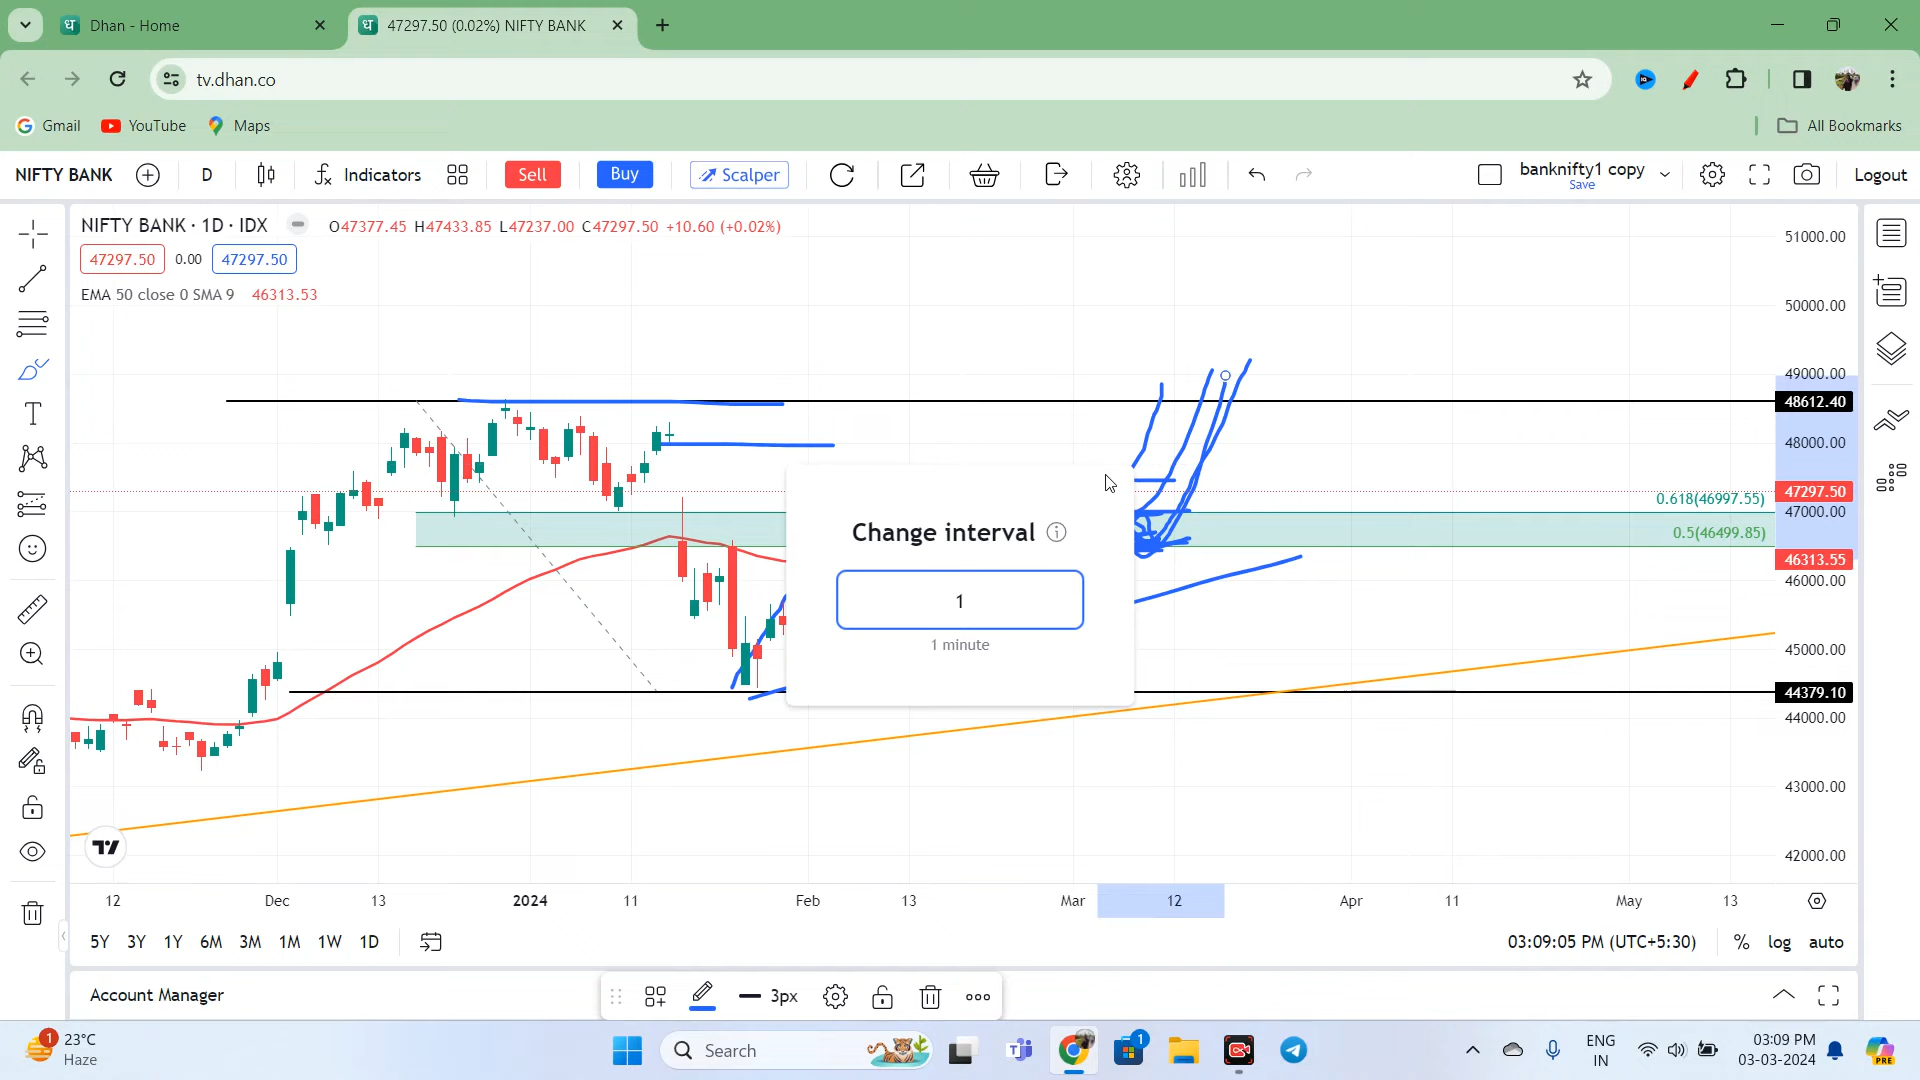 Dhan - Home
47297.50 (0.02%) NIFTY BANK
tv.dhan.co
Gmail
YouTube
Maps
All Bookmarks
NIFTY BANK
D
Indicators
Sell
Buy
Scalper
banknifty1 copy
Save
Logout
NIFTY BANK · 1D · IDX
O47377.45 H47433.85 L47237.00 C47297.50 +10.60 (+0.02%)
47297.50 0.00 47297.50
EMA 50 close 0 SMA 9 46313.53
51000.00
50000.00
49000.00
48612.40
48000.00
47297.50
0.618(46997.55)
47000.00
0.5(46499.85)
46313.55
46000.00
45000.00
44379.10
44000.00
43000.00
42000.00
Change interval
1
1 minute
12 Dec 13 2024 11 Feb 13 Mar 12 Apr 11 May 13
5Y 3Y 1Y 6M 3M 1M 1W 1D
03:09:05 PM (UTC+5:30) % log auto
Account Manager
3px
1
23°C
Haze
Search
1
ENG
IN
03:09 PM
03-03-2024
PRE